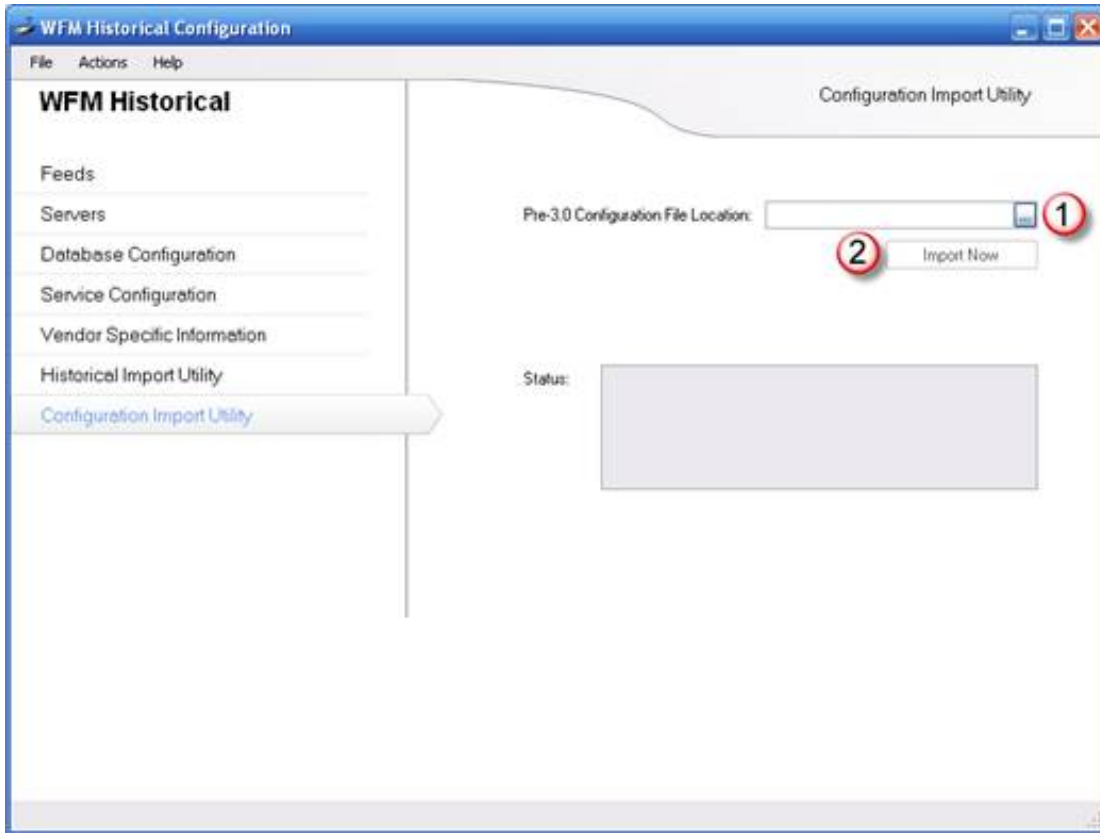 WFM Historical Configuration
File Actions Help
WFM Historical
Configuration Import Utility
Feeds
Servers
Database Configuration
Service Configuration
Vendor Specific Information
Historical Import Utility
Configuration Import Utility
Pre-3.0 Configuration File Location:
...
1
2
Import Now
Status: